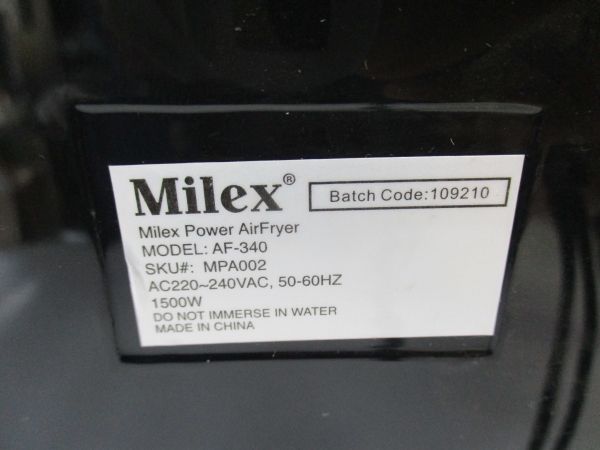 Milex®
Batch Code:109210
Milex Power AirFryer
MODEL: AF-340
SKU#: MPA002
AC220~240VAC, 50-60HZ
1500W
DO NOT IMMERSE IN WATER
MADE IN CHINA